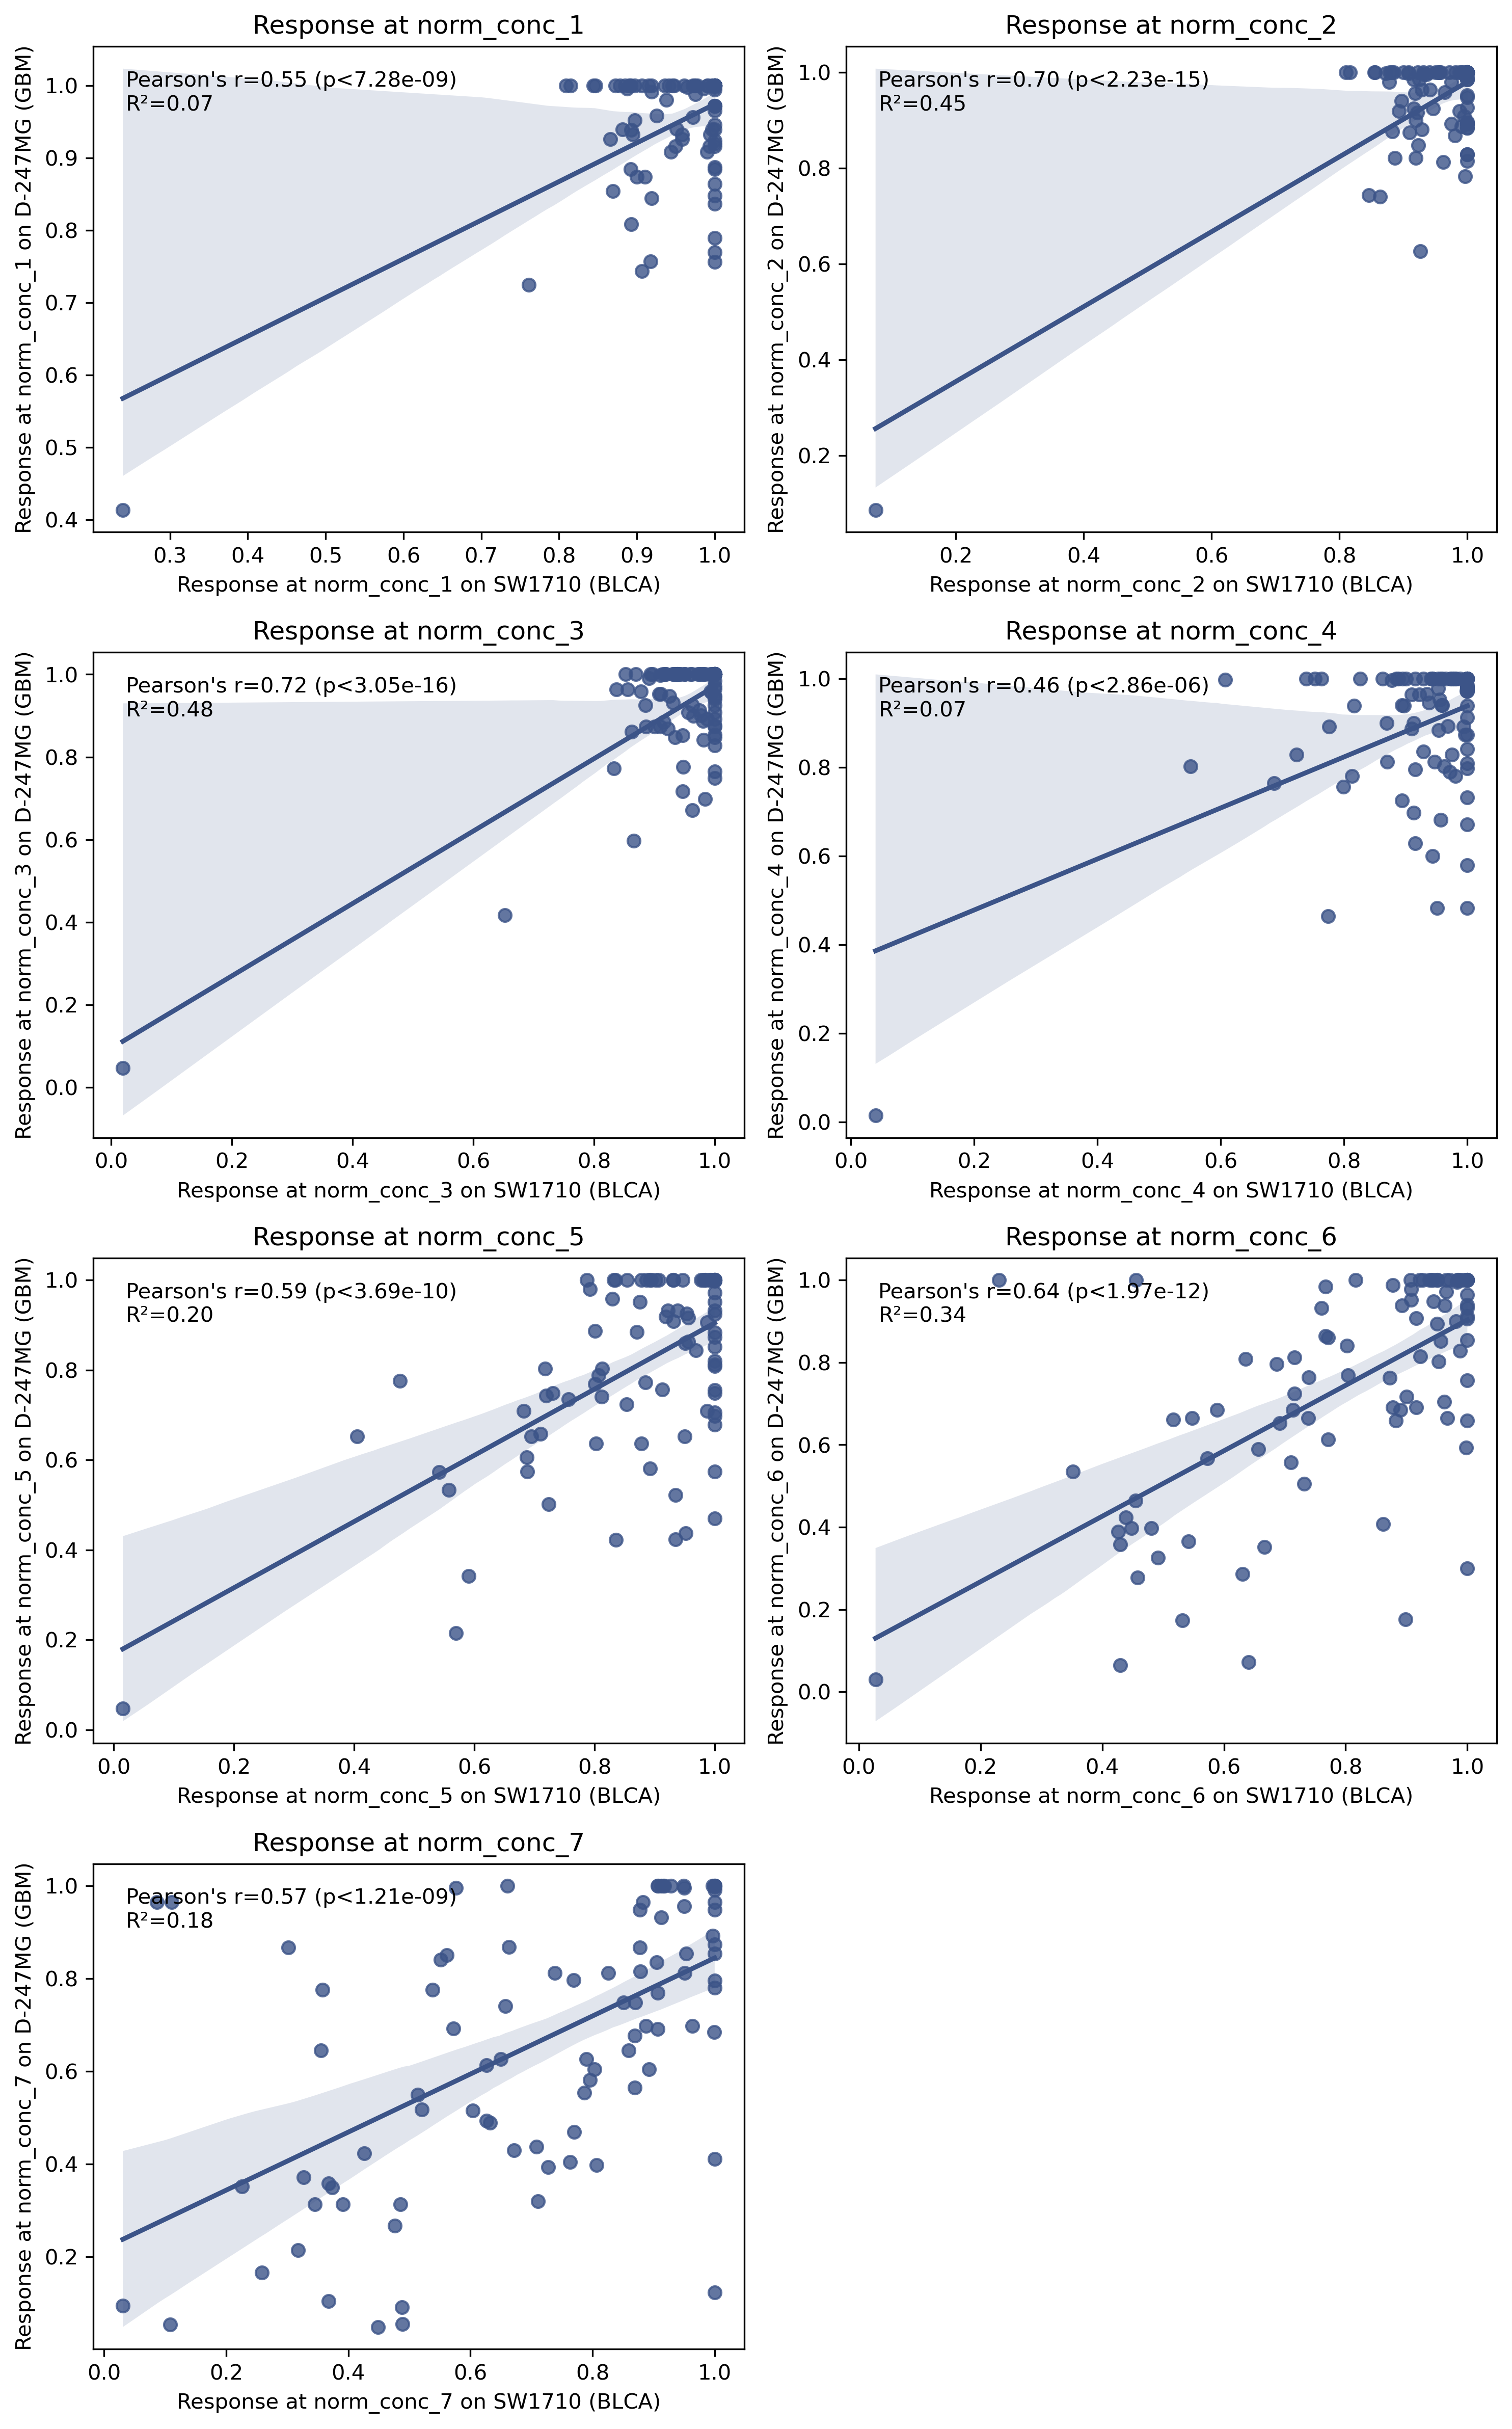 Response at norm_conc_1
Pearson's r=0.55 (p<7.28e-09)
R²=0.07
Response at norm_conc_1 on D-247MG (GBM)
1.0
0.9
0.8
0.7
0.6
0.5
0.4
0.3 0.4 0.5 0.6 0.7 0.8 0.9 1.0
Response at norm_conc_1 on SW1710 (BLCA)
Response at norm_conc_2
Pearson's r=0.70 (p<2.23e-15)
R²=0.45
Response at norm_conc_2 on D-247MG (GBM)
1.0
0.8
0.6
0.4
0.2
0.2 0.4 0.6 0.8 1.0
Response at norm_conc_2 on SW1710 (BLCA)
Response at norm_conc_3
Pearson's r=0.72 (p<3.05e-16)
R²=0.48
Response at norm_conc_3 on D-247MG (GBM)
1.0
0.8
0.6
0.4
0.2
0.0
0.0 0.2 0.4 0.6 0.8 1.0
Response at norm_conc_3 on SW1710 (BLCA)
Response at norm_conc_4
Pearson's r=0.46 (p<2.86e-06)
R²=0.07
Response at norm_conc_4 on D-247MG (GBM)
1.0
0.8
0.6
0.4
0.2
0.0
0.0 0.2 0.4 0.6 0.8 1.0
Response at norm_conc_4 on SW1710 (BLCA)
Response at norm_conc_5
Pearson's r=0.59 (p<3.69e-10)
R²=0.20
Response at norm_conc_5 on D-247MG (GBM)
1.0
0.8
0.6
0.4
0.2
0.0
0.0 0.2 0.4 0.6 0.8 1.0
Response at norm_conc_5 on SW1710 (BLCA)
Response at norm_conc_6
Pearson's r=0.64 (p<1.97e-12)
R²=0.34
Response at norm_conc_6 on D-247MG (GBM)
1.0
0.8
0.6
0.4
0.2
0.0
0.0 0.2 0.4 0.6 0.8 1.0
Response at norm_conc_6 on SW1710 (BLCA)
Response at norm_conc_7
Pearson's r=0.57 (p<1.21e-09)
R²=0.18
Response at norm_conc_7 on D-247MG (GBM)
1.0
0.8
0.6
0.4
0.2
0.0 0.2 0.4 0.6 0.8 1.0
Response at norm_conc_7 on SW1710 (BLCA)